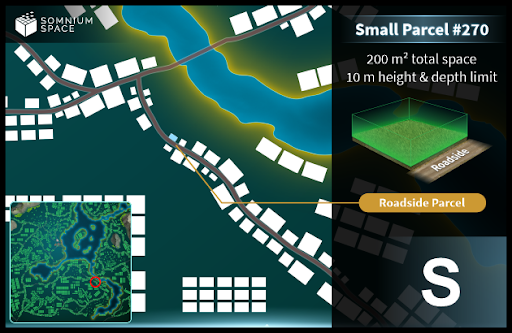 SOMNIUM
SPACE
Small Parcel #270
200 m² total space
10 m height & depth limit
Roadside
Roadside Parcel
S